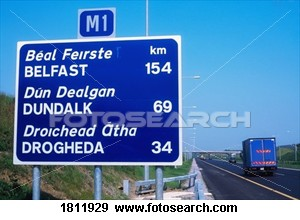 M1
Béal Feirste km
BELFAST 154
Dún Dealgan
DUNDALK 69
Droichead Átha
DROGHEDA 34
fotosearch
1811929 www.fotosearch.com